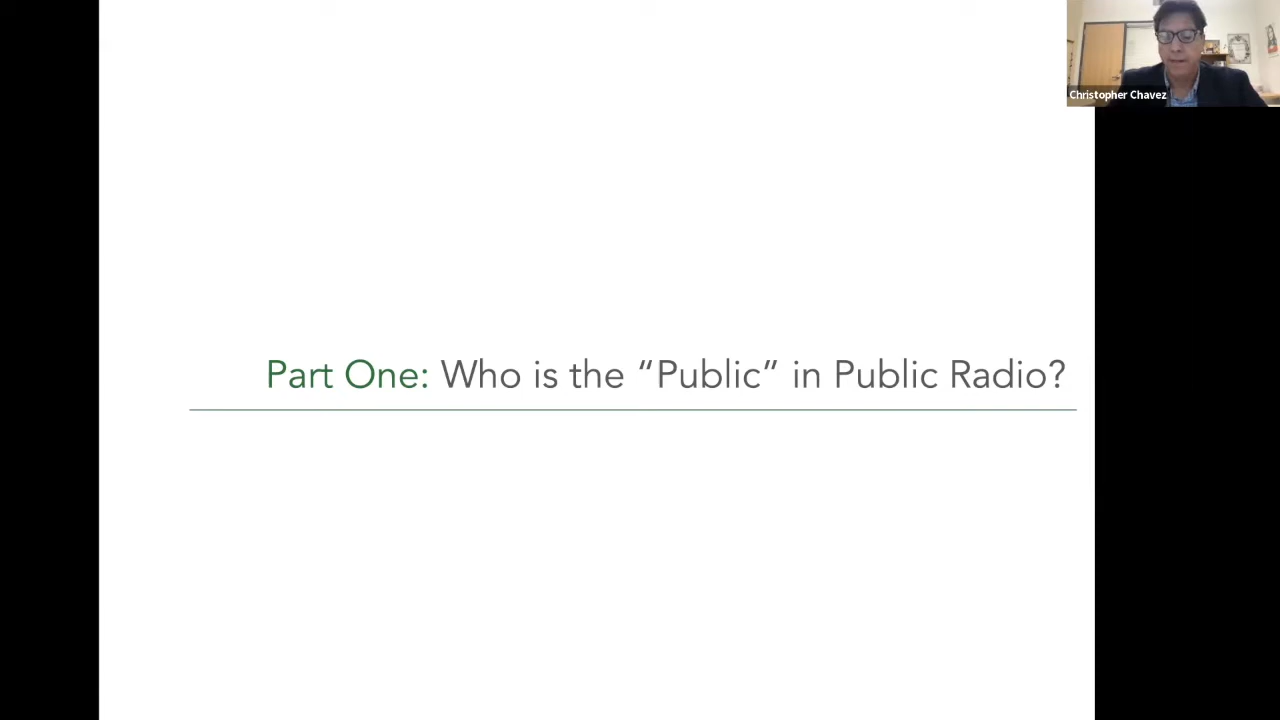 Christopher Chavez
Part One: Who is the “Public” in Public Radio?